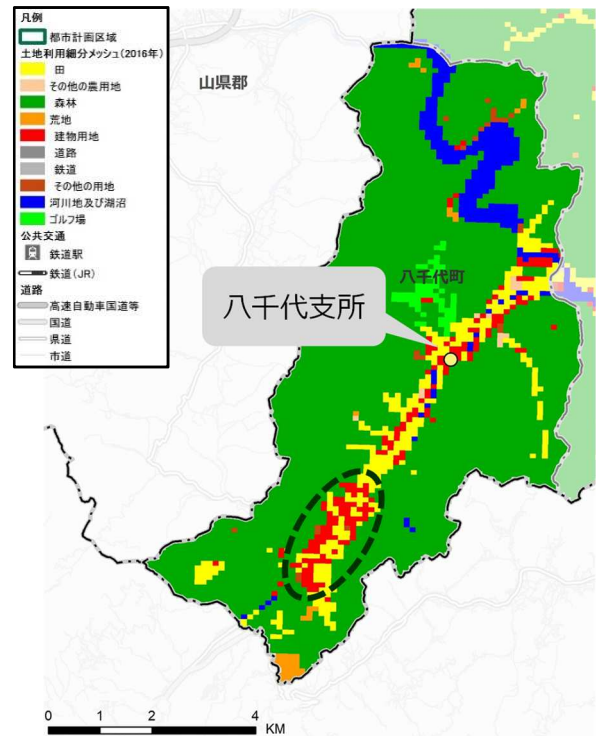 凡例
都市計画区域
土地利用細分メッシュ(2016年)
田
その他の農用地
森林
荒地
建物用地
道路
鉄道
その他の用地
河川地及び湖沼
ゴルフ場
公共交通
鉄道駅
鉄道(JR)
道路
高速自動車国道等
国道
県道
市道
山県郡
八千代町
八千代支所
0 1 2 4
KM